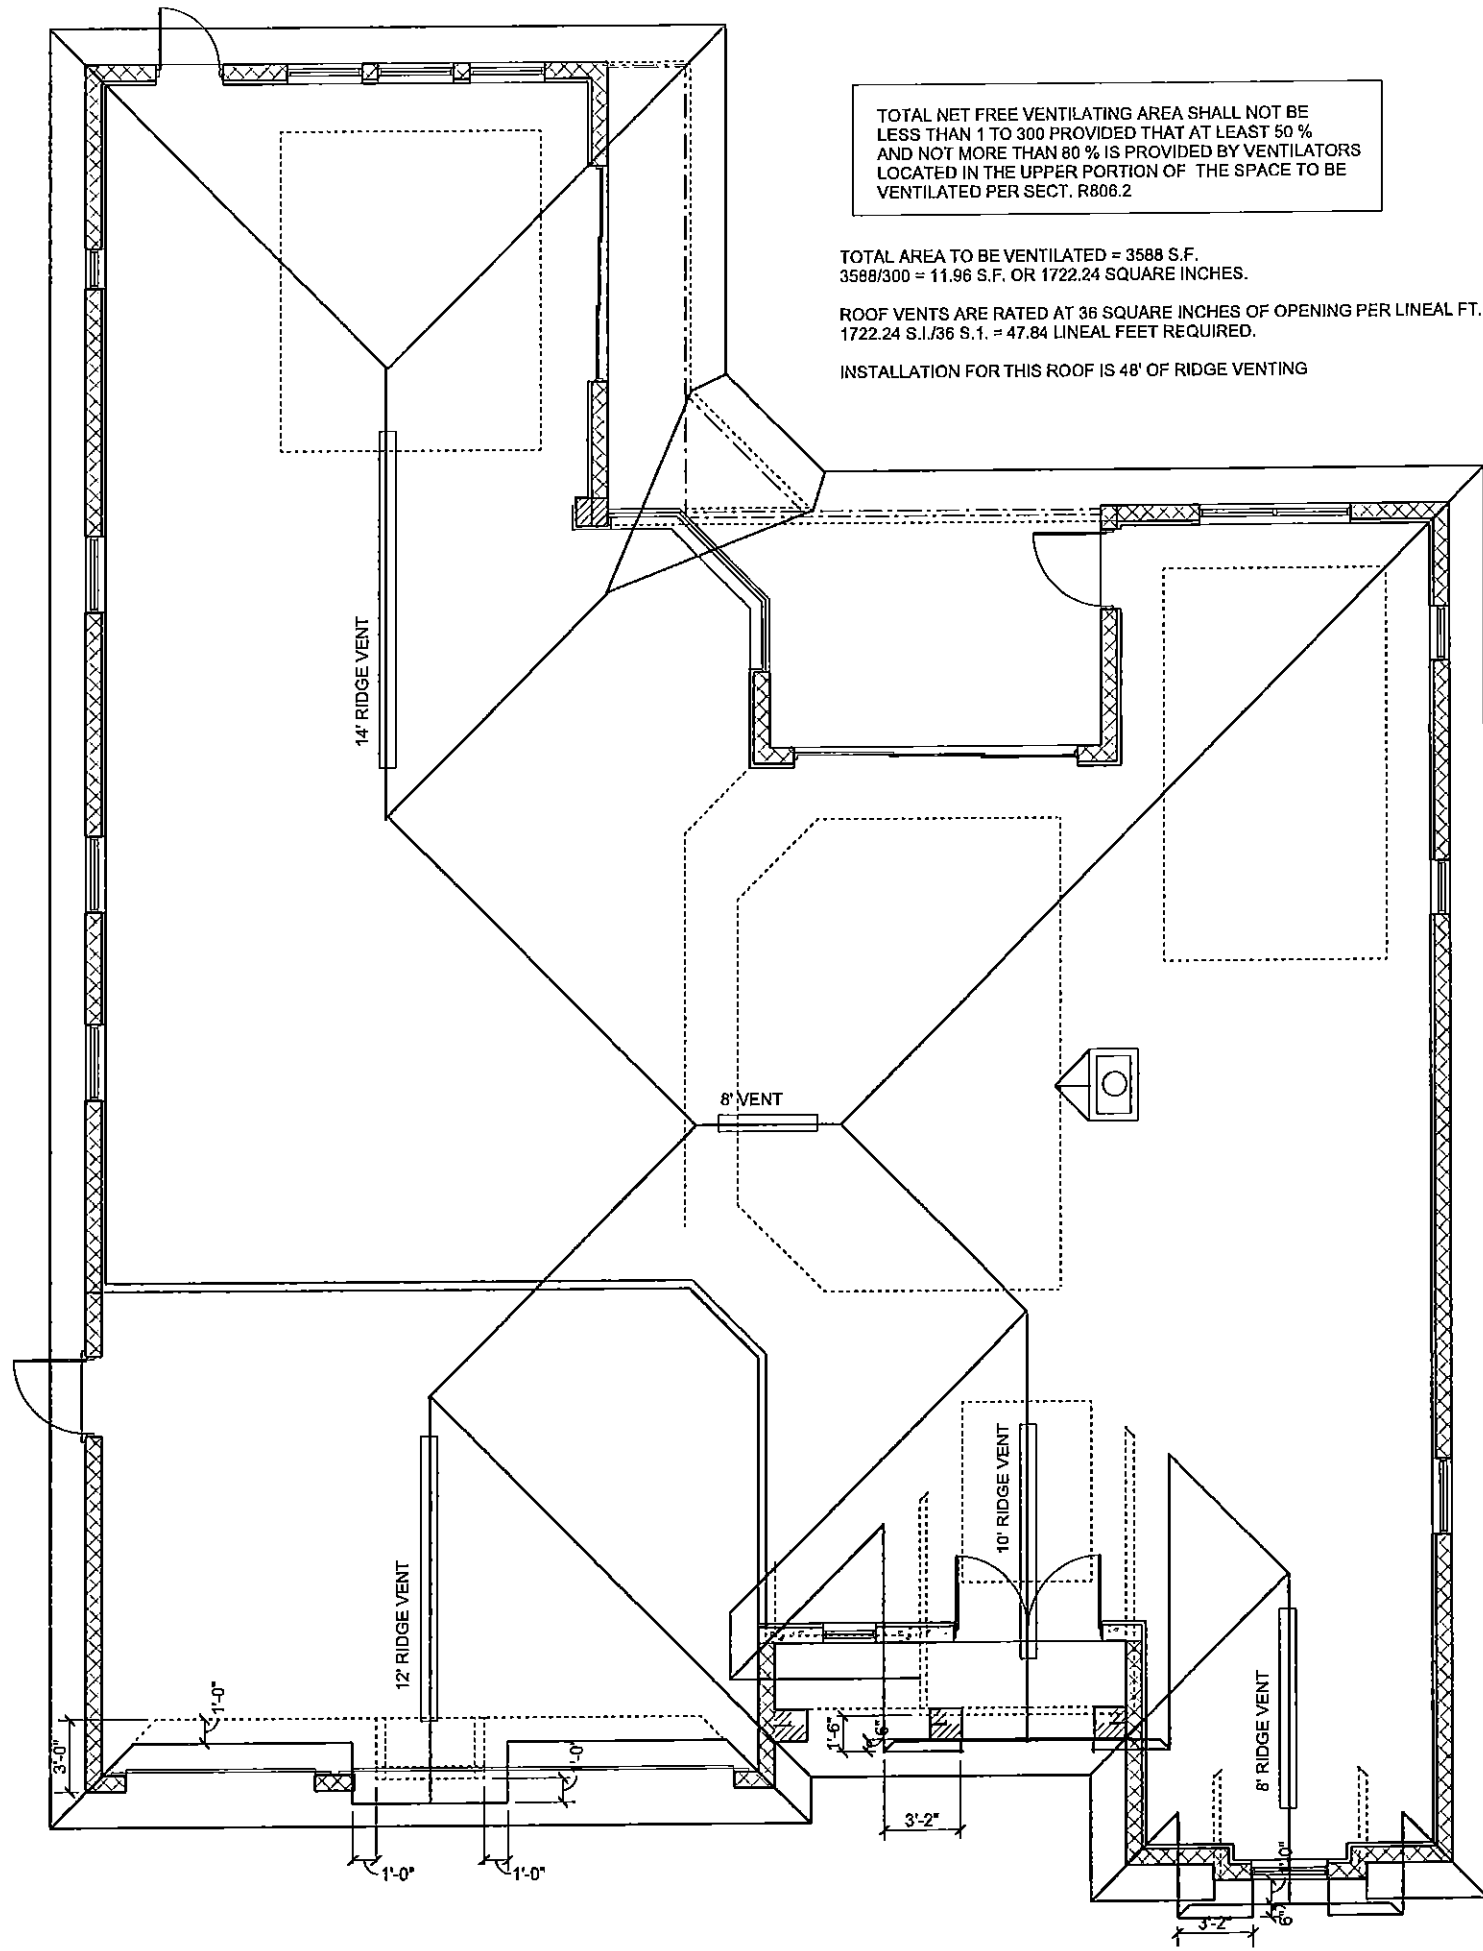 TOTAL NET FREE VENTILATING AREA SHALL NOT BE
LESS THAN 1 TO 300 PROVIDED THAT AT LEAST 50 %
AND NOT MORE THAN 80 % IS PROVIDED BY VENTILATORS
LOCATED IN THE UPPER PORTION OF THE SPACE TO BE
VENTILATED PER SECT. R806.2
TOTAL AREA TO BE VENTILATED = 3588 S.F.
3588/300 = 11.96 S.F. OR 1722.24 SQUARE INCHES.
ROOF VENTS ARE RATED AT 36 SQUARE INCHES OF OPENING PER LINEAL FT.
1722.24 S.I./36 S.1. = 47.84 LINEAL FEET REQUIRED.
INSTALLATION FOR THIS ROOF IS 48' OF RIDGE VENTING
14' RIDGE VENT
8' VENT
10' RIDGE VENT
12' RIDGE VENT
8' RIDGE VENT
1'-0"
3'-0"
1'-0"
1'-6"
6"
3'-2"
1'-0"
1'-0"
1'-0"
6"
3'-2"